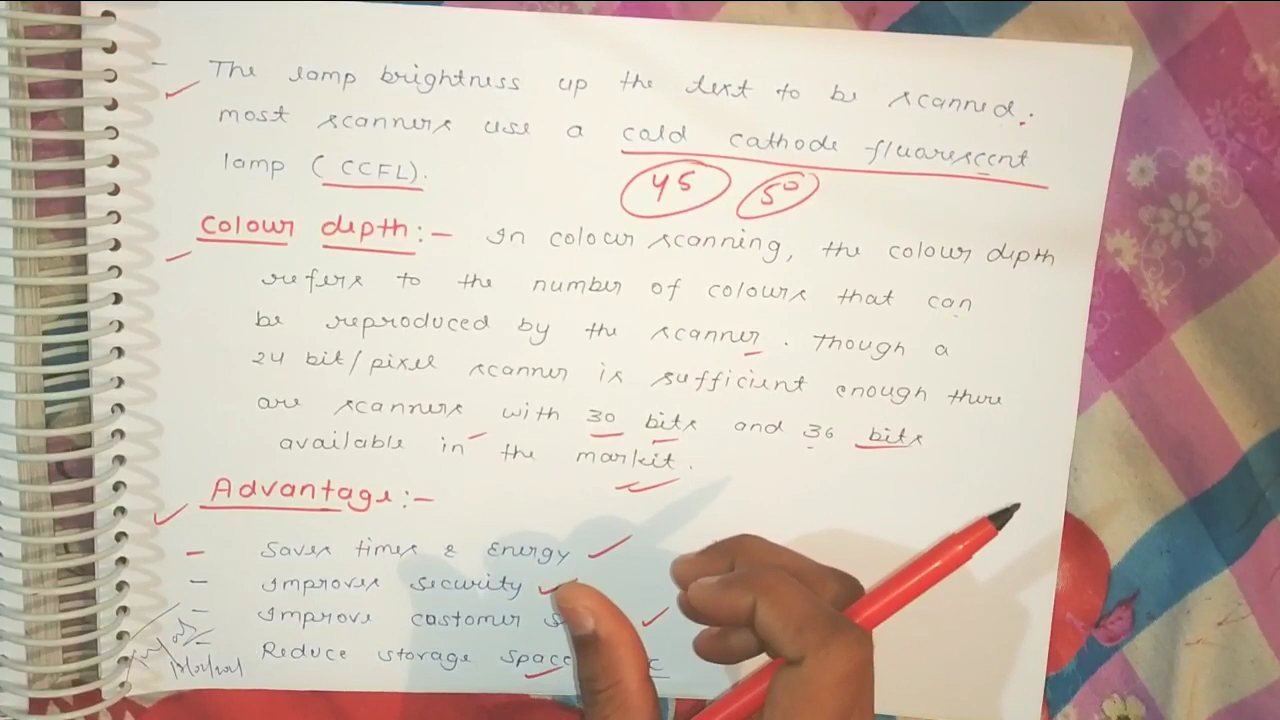 - The lamp brightness up the text to be scanned.
most scanners use a cold cathode fluorescent
lamp (CCFL).
45 50
Colour depth:- In colour scanning, the colour depth
refers to the number of colours that can
be reproduced by the scanner. Though a
24 bit/pixel scanner is sufficient enough there
are scanners with 30 bits and 36 bits
available in the market.
Advantage:-
- Saves times & Energy
- Improves security
- Improve customer
- Reduce storage space